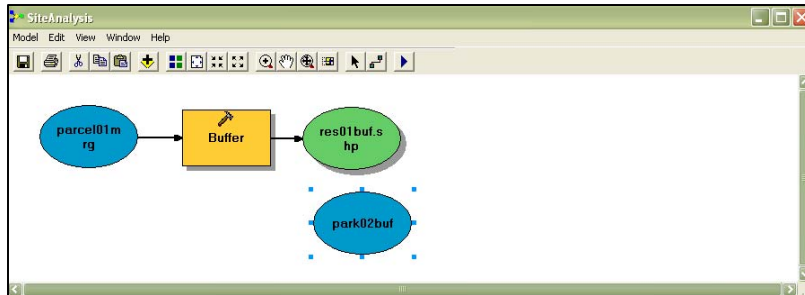 SiteAnalysis
Model Edit View Window Help
parcel01m
rg
Buffer
res01buf.s
hp
park02buf